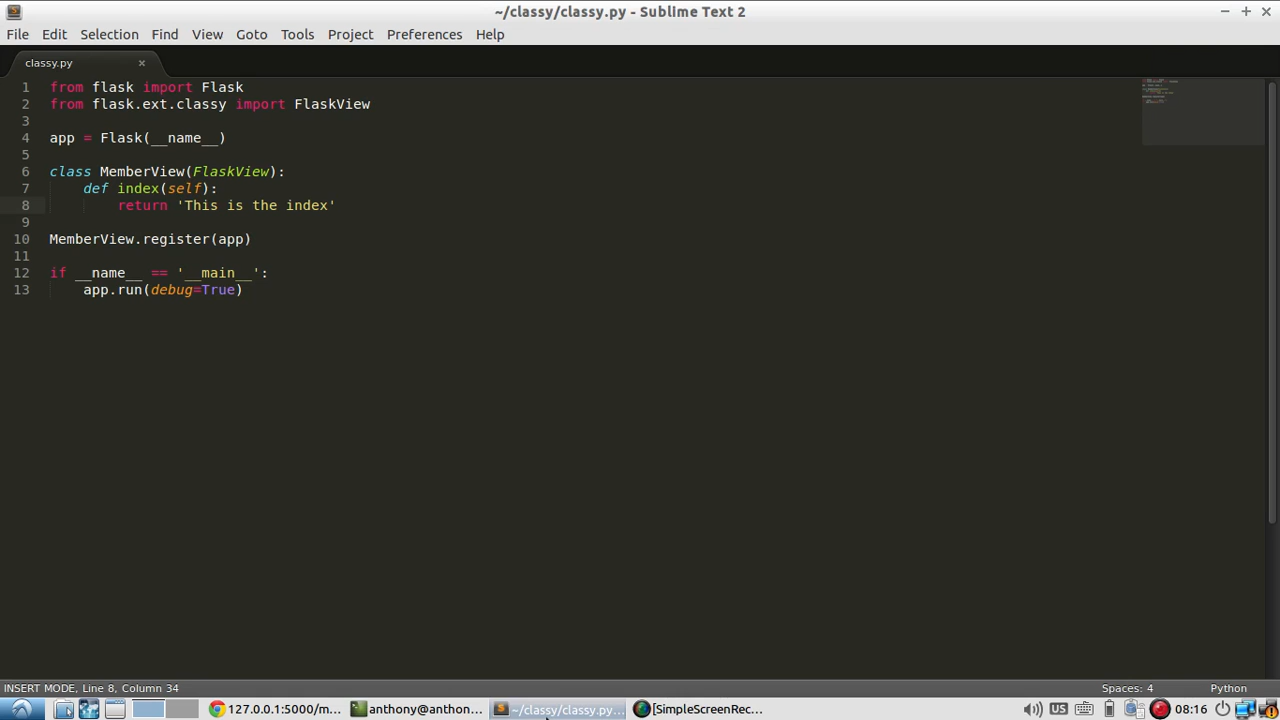 ~/classy/classy.py - Sublime Text 2
File Edit Selection Find View Goto Tools Project Preferences Help
classy.py ×
1 from flask import Flask
2 from flask.ext.classy import FlaskView
3
4 app = Flask(__name__)
5
6 class MemberView(FlaskView):
7 def index(self):
8 return 'This is the index'
9
10 MemberView.register(app)
11
12 if __name__ == '__main__':
13 app.run(debug=True)
INSERT MODE, Line 8, Column 34 Spaces: 4 Python
127.0.0.1:5000/m... anthony@anthon... ~/classy/classy.py... [SimpleScreenRec... US 08:16